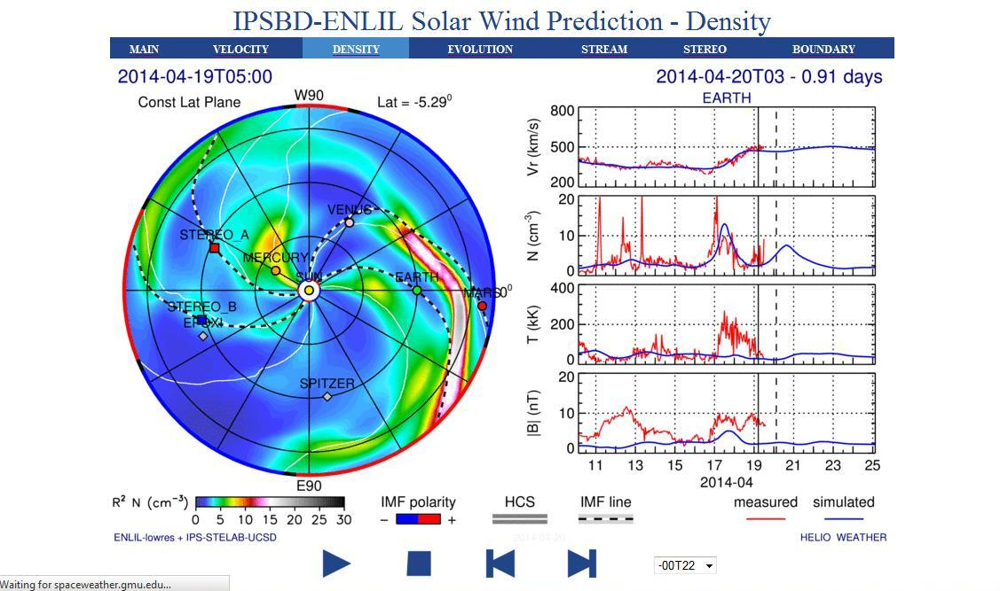 IPSBD-ENLIL Solar Wind Prediction - Density
MAIN VELOCITY DENSITY EVOLUTION STREAM STEREO BOUNDARY
2014-04-19T05:00
2014-04-20T03 - 0.91 days
Const Lat Plane
W90
Lat = -5.29⁰
EARTH
VENUS
STEREO_A
MERCURY
SUN
EARTH
MARS
0⁰
STEREO_B
EPOXI
SPITZER
E90
Vr (km/s)
800
500
200
N (cm⁻³)
20
10
0
T (kK)
400
200
0
|B| (nT)
20
10
0
11 13 15 17 19 21 23 25
2014-04
R² N (cm⁻³)
0 5 10 15 20 25 30
IMF polarity
- +
HCS
IMF line
measured
simulated
ENLIL-lowres + IPS-STELAB-UCSD
2014-04-20
HELIO WEATHER
-00T22
Waiting for spaceweather.gmu.edu...